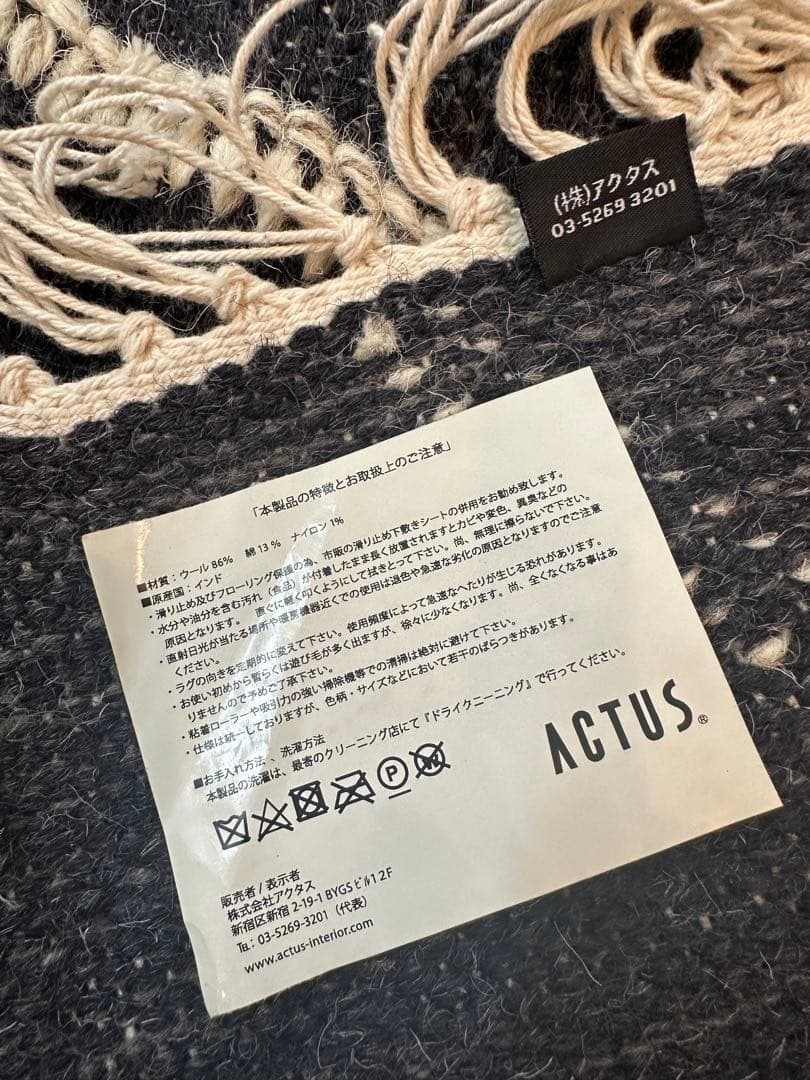 (株)アクタス
03-5269 3201
「本製品の特徴とお取扱上のご注意」
■材質：ウール 86%　綿 13 %　ナイロン 1%
■原産国：インド
・滑り止め及びフローリング保護の為、市販の滑り止め下敷きシートの併用をお勧め致します。
・水分や油分を含む汚れ（食品）が付着したまま長く放置されますとカビや変色、異臭などの
原因となります。直ぐに軽く叩くようにして拭きとって下さい。尚、無理に擦らないで下さい。
・直射日光が当たる場所や暖房機器近くでの使用は退色や急速な劣化の原因となりますのでご注意
ください。
・ラグの向きを定期的に変えて下さい。使用頻度によって急速なへたりが生じる恐れがあります。
・お使い初めから暫らくは遊び毛が多く出ますが、徐々に少なくなります。尚、全くなくなる事はあ
りませんので予めご了承下さい。
・粘着ローラーや吸引力の強い掃除機等での清掃は絶対に避けて下さい。
・仕様は統一しておりますが、色柄・サイズなどにおいて若干のばらつきがあります。
■お手入れ方法 、洗濯方法
本製品の洗濯は、最寄のクリーニング店にて『ドライクニーニング』で行ってください。
P
ACTUS®
販売者 / 表示者
株式会社アクタス
新宿区新宿 2-19-1 BYGS ビル1 2F
℡：03-5269-3201（代表）
www.actus-interior.com